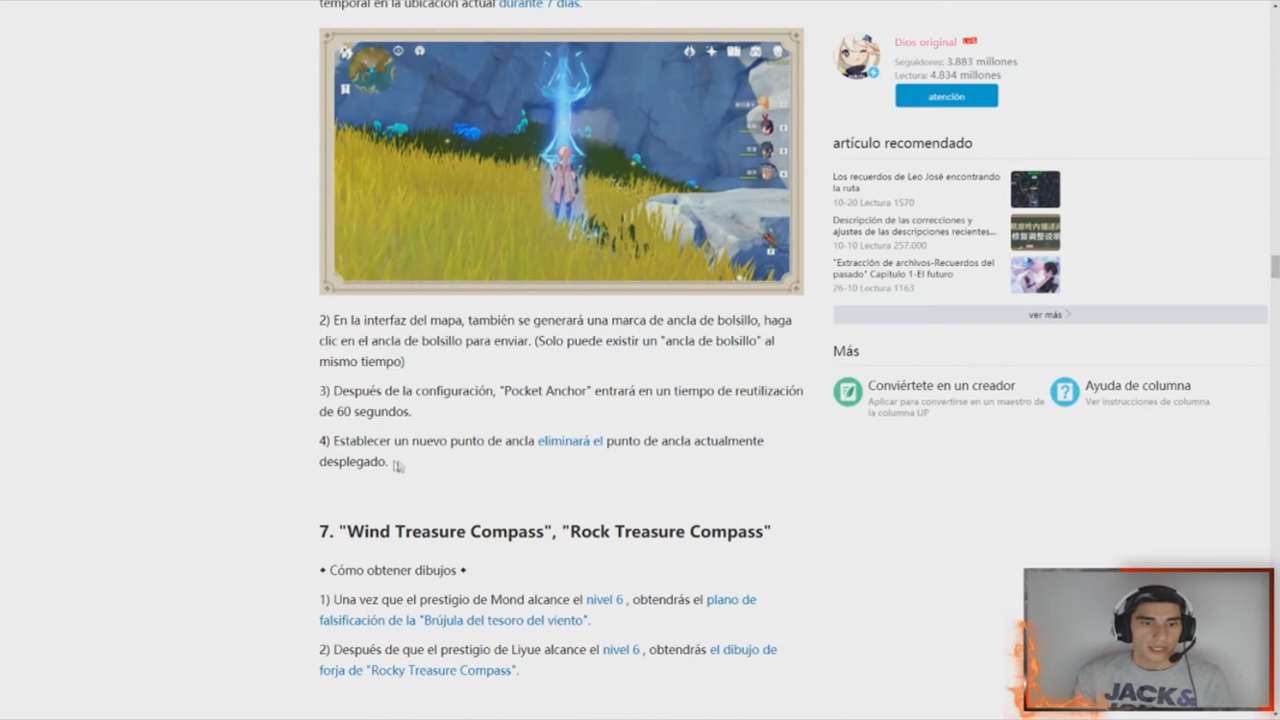 temporal en la ubicación actual durante 7 días.
2) En la interfaz del mapa, también se generará una marca de ancla de bolsillo, haga
clic en el ancla de bolsillo para enviar. (Solo puede existir un "ancla de bolsillo" al
mismo tiempo)
3) Después de la configuración, "Pocket Anchor" entrará en un tiempo de reutilización
de 60 segundos.
4) Establecer un nuevo punto de ancla eliminará el punto de ancla actualmente
desplegado.
7. "Wind Treasure Compass", "Rock Treasure Compass"
◆ Cómo obtener dibujos ◆
1) Una vez que el prestigio de Mond alcance el nivel 6 , obtendrás el plano de
falsificación de la "Brújula del tesoro del viento".
2) Después de que el prestigio de Liyue alcance el nivel 6 , obtendrás el dibujo de
forja de "Rocky Treasure Compass".
Dios original
Seguidores: 3.883 millones
Lectura: 4.834 millones
atención
artículo recomendado
Los recuerdos de Leo José encontrando
la ruta
10-20 Lectura 1570
Descripción de las correcciones y
ajustes de las descripciones recientes...
10-10 Lectura 257.000
"Extracción de archivos-Recuerdos del
pasado" Capítulo 1-El futuro
26-10 Lectura 1163
ver más
Más
Conviértete en un creador
Aplicar para convertirse en un maestro de
la columna UP
Ayuda de columna
Ver instrucciones de columna
JACK&